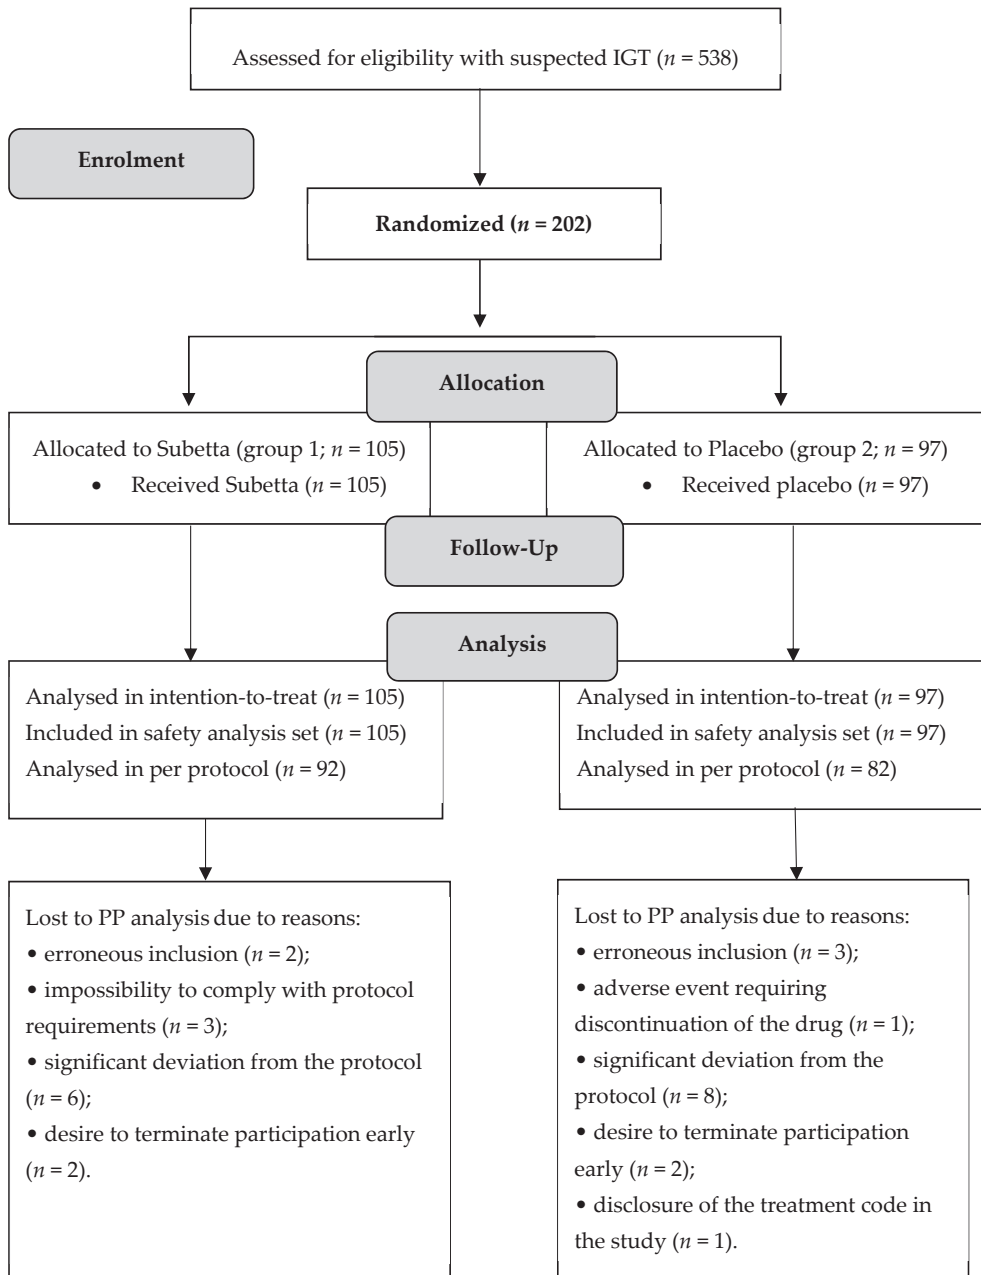 Assessed for eligibility with suspected IGT (n = 538)
Enrolment
Randomized (n = 202)
Allocation
Allocated to Subetta (group 1; n = 105)
• Received Subetta (n = 105)
Allocated to Placebo (group 2; n = 97)
• Received placebo (n = 97)
Follow-Up
Analysis
Analysed in intention-to-treat (n = 105)
Included in safety analysis set (n = 105)
Analysed in per protocol (n = 92)
Analysed in intention-to-treat (n = 97)
Included in safety analysis set (n = 97)
Analysed in per protocol (n = 82)
Lost to PP analysis due to reasons:
• erroneous inclusion (n = 2);
• impossibility to comply with protocol
requirements (n = 3);
• significant deviation from the protocol
(n = 6);
• desire to terminate participation early
(n = 2).
Lost to PP analysis due to reasons:
• erroneous inclusion (n = 3);
• adverse event requiring
discontinuation of the drug (n = 1);
• significant deviation from the
protocol (n = 8);
• desire to terminate participation
early (n = 2);
• disclosure of the treatment code in
the study (n = 1).